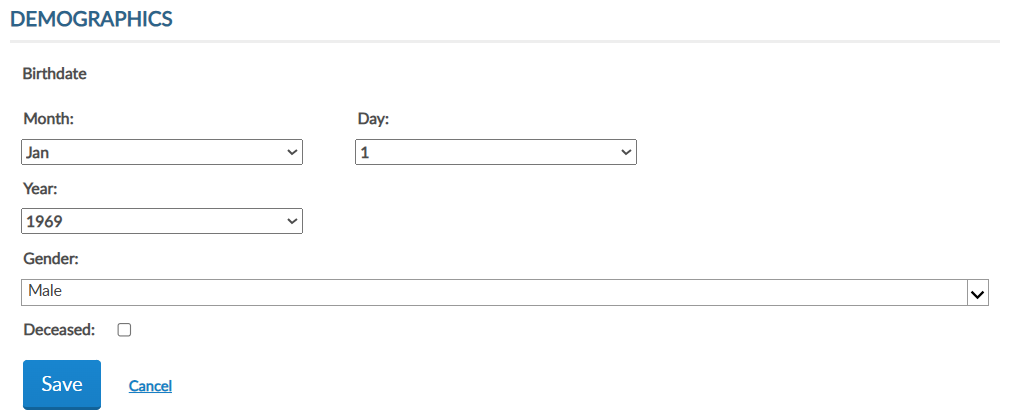 DEMOGRAPHICS
Birthdate
Month: Day:
Jan 1
Year:
1969
Gender:
Male
Deceased:
Save Cancel